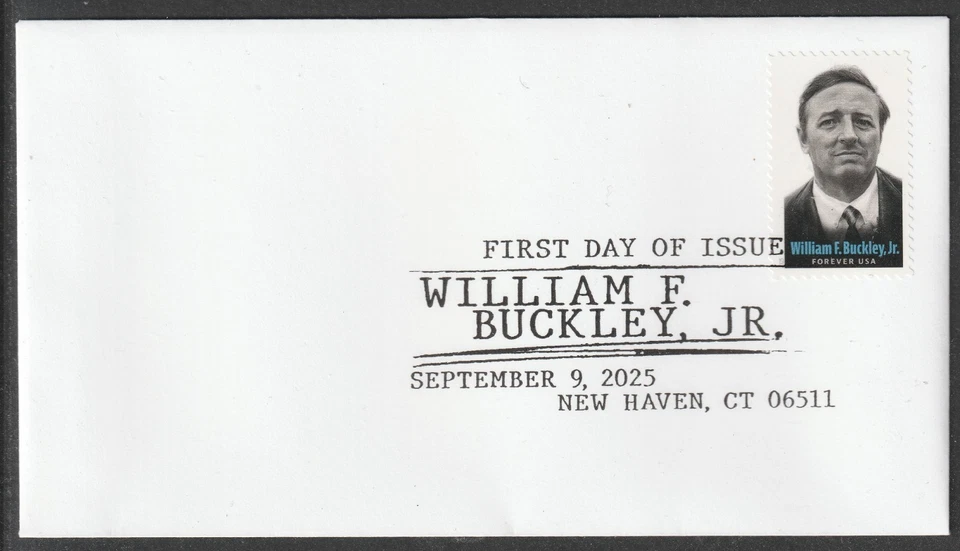 FIRST DAY OF ISSUE
William F. Buckley, Jr.
FOREVER USA
WILLIAM F.
BUCKLEY, JR.
SEPTEMBER 9, 2025
NEW HAVEN, CT 06511